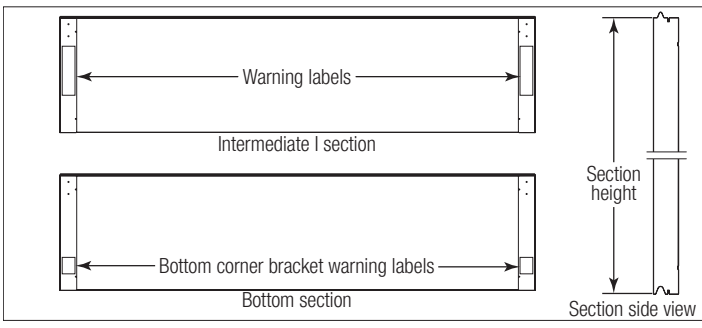 Warning labels
Intermediate I section
Bottom corner bracket warning labels
Bottom section
Section
height
Section side view